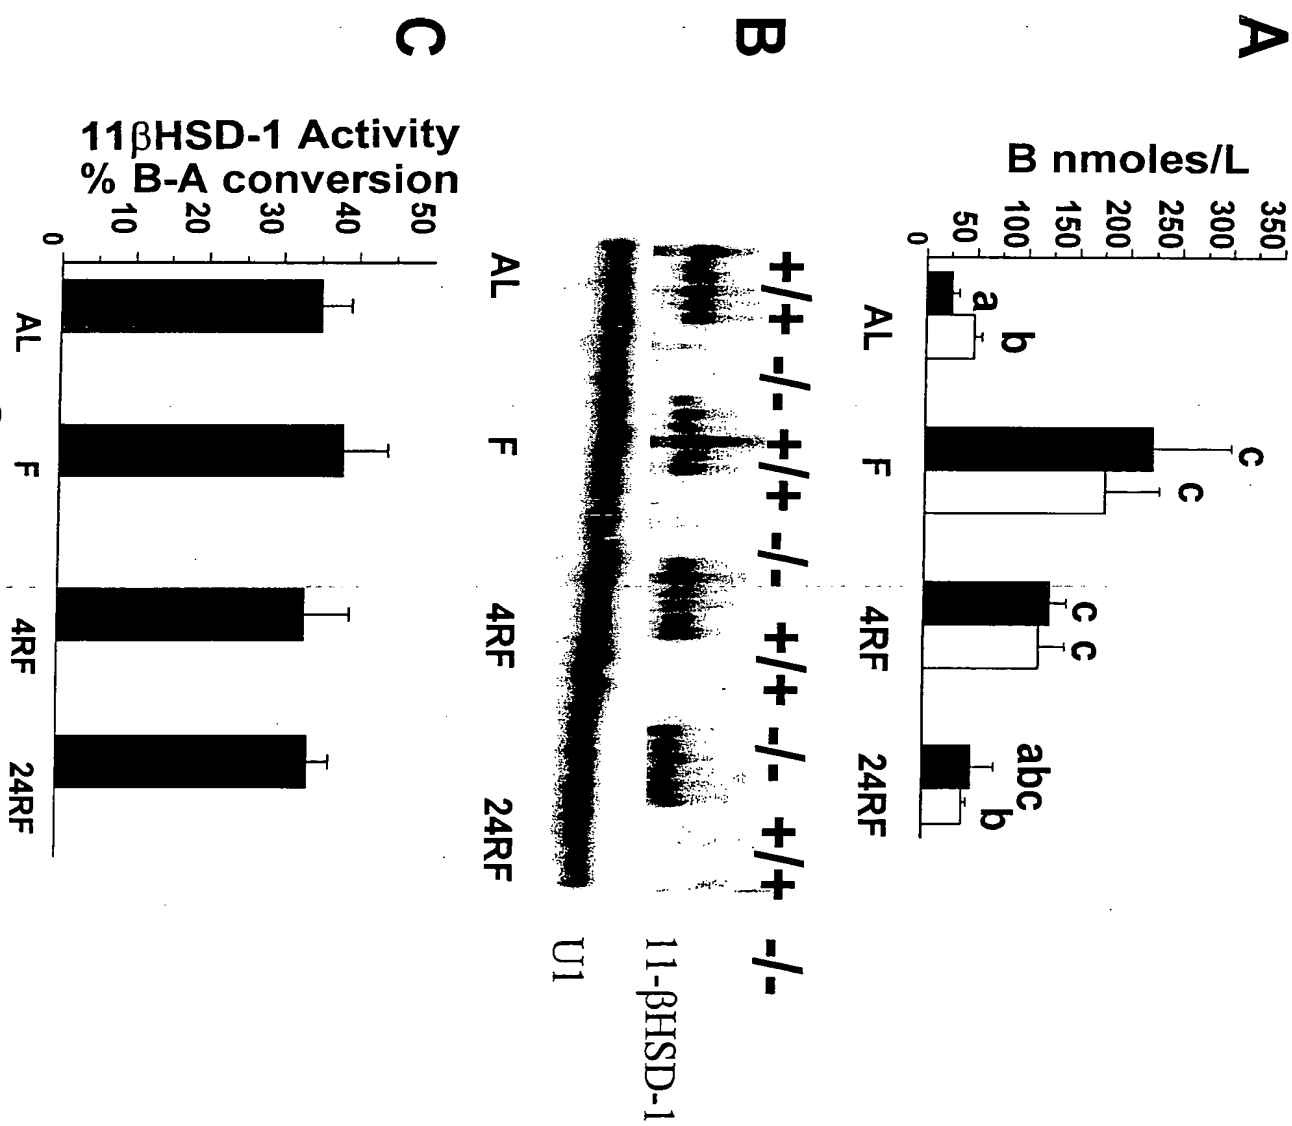 A
B nmoles/L
350
300
250
200
150
100
50
0
a
b
c
c
c
c
abc
b
AL
F
4RF
24RF
B
+/+ -/- +/+ -/- +/+ -/- +/+ -/-
11-βHSD-1
U1
AL
F
4RF
24RF
C
11βHSD-1 Activity
% B-A conversion
50
40
30
20
10
0
AL
F
4RF
24RF